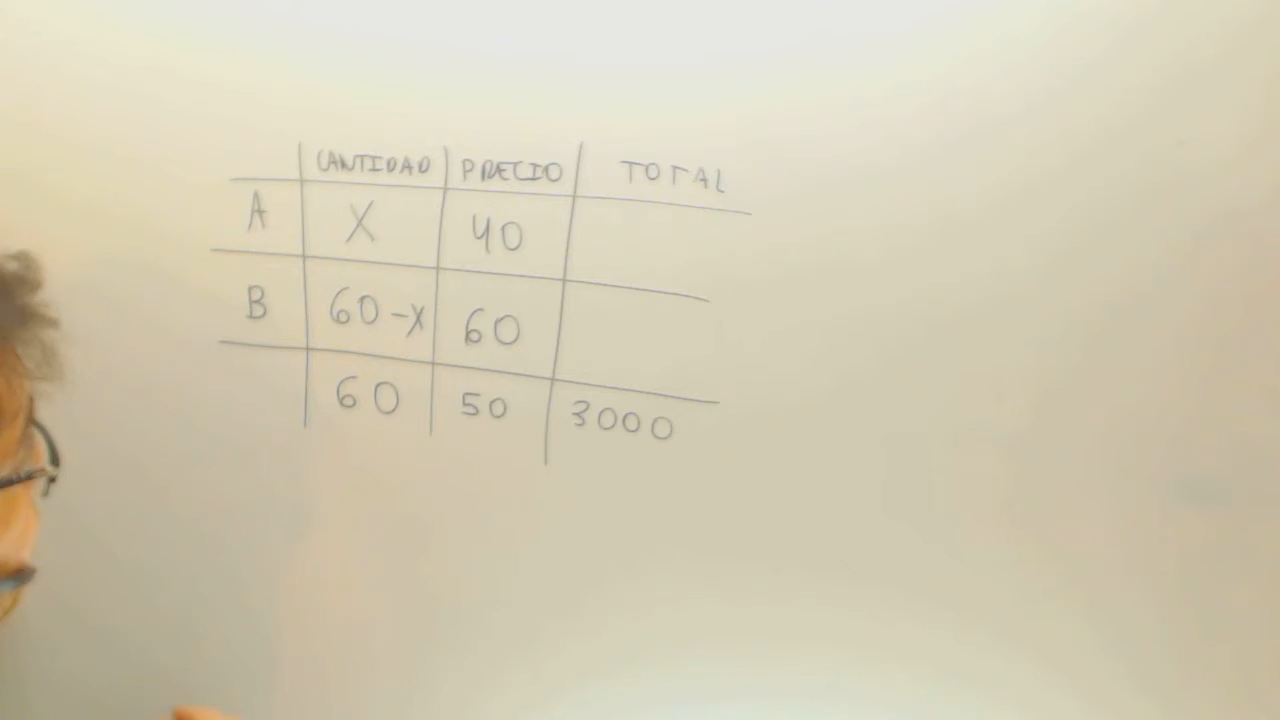 CANTIDAD PRECIO TOTAL
A X 40
B 60-X 60
60 50 3000